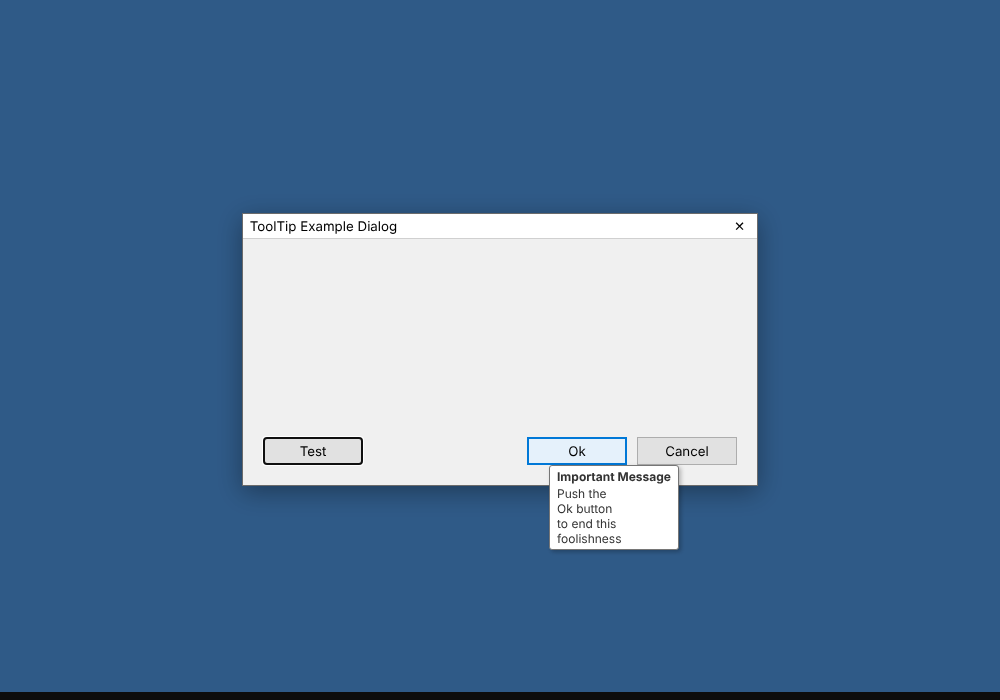 ToolTip Example Dialog
Test
Ok
Cancel
Important Message
Push the
Ok button
to end this
foolishness